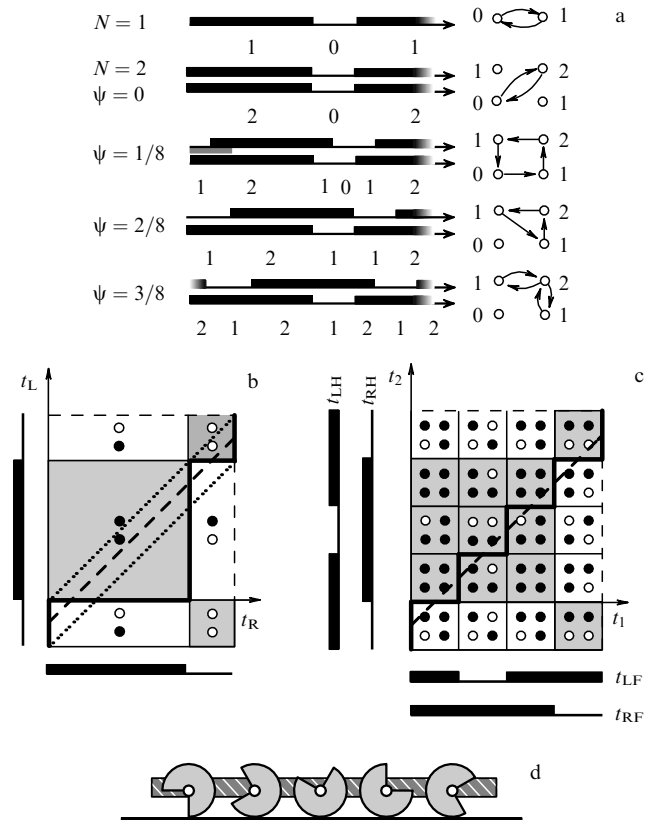 N = 1
1 0 1
0 1
a
N = 2
ψ = 0
2 0 2
1 2
0 1
ψ = 1/8
1 2 1 0 1 2
1 2
0 1
ψ = 2/8
1 2 1 1 2
1 2
0 1
ψ = 3/8
2 1 2 1 2 1 2
1 2
0 1
t_L
b
t_R
t_LH
t_RH
t_2
c
t_1
t_LF
t_RF
d